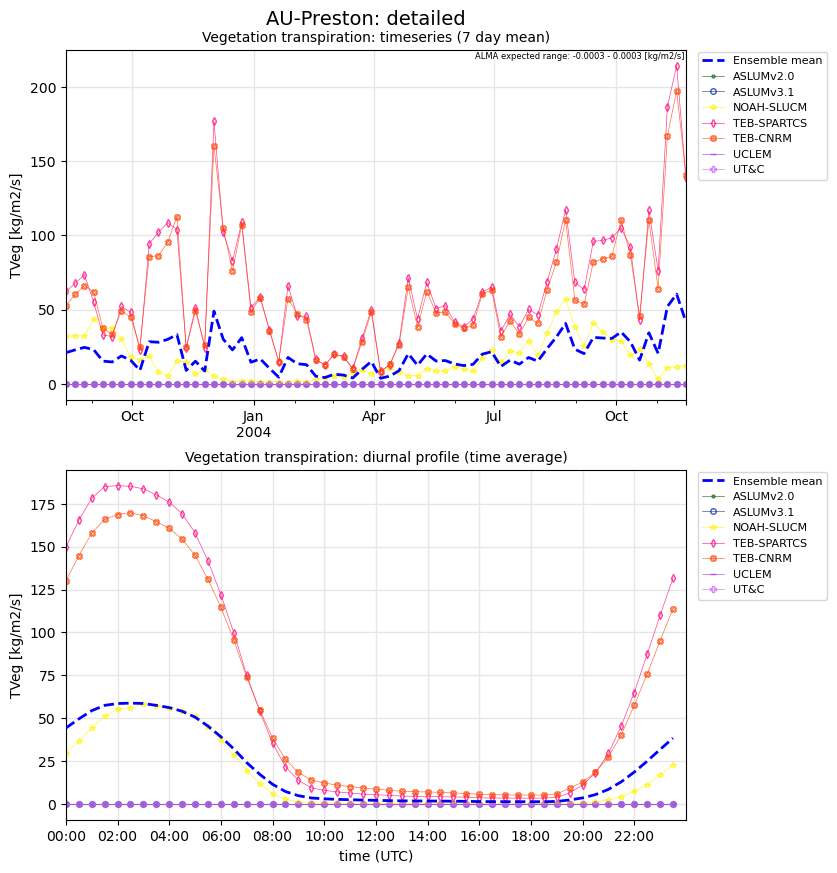 AU-Preston: detailed
Vegetation transpiration: timeseries (7 day mean)
ALMA expected range: -0.0003 - 0.0003 [kg/m2/s]
TVeg [kg/m2/s]
200
150
100
50
0
Oct
Jan
2004
Apr
Jul
Oct
Ensemble mean
ASLUMv2.0
ASLUMv3.1
NOAH-SLUCM
TEB-SPARTCS
TEB-CNRM
UCLEM
UT&C
Vegetation transpiration: diurnal profile (time average)
TVeg [kg/m2/s]
175
150
125
100
75
50
25
0
00:00 02:00 04:00 06:00 08:00 10:00 12:00 14:00 16:00 18:00 20:00 22:00
time (UTC)
Ensemble mean
ASLUMv2.0
ASLUMv3.1
NOAH-SLUCM
TEB-SPARTCS
TEB-CNRM
UCLEM
UT&C